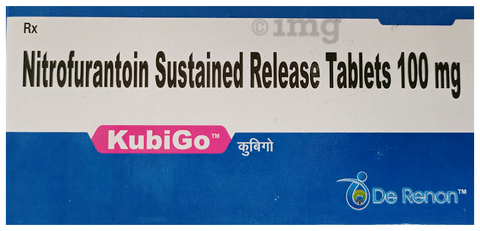 Rx
©1mg
Nitrofurantoin Sustained Release Tablets 100 mg
KubiGo™
कुबिगो
De Renon™